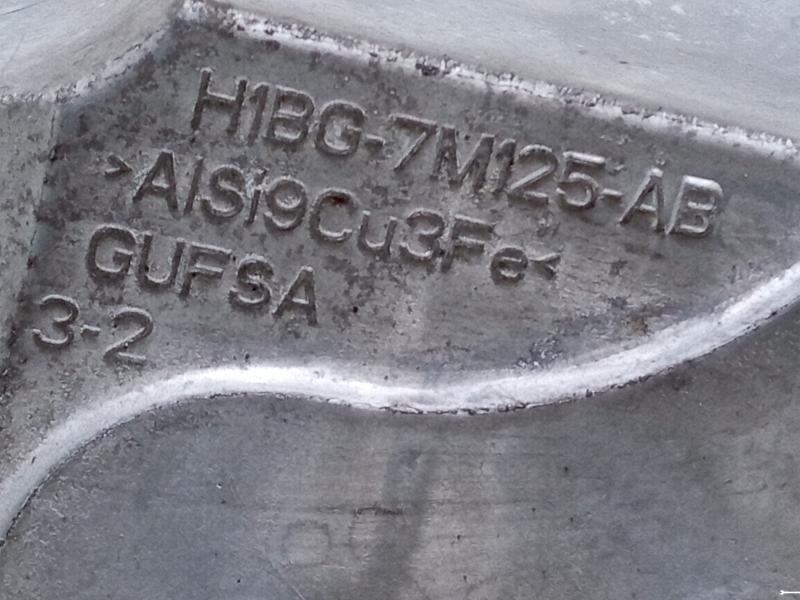 H1BG-7M125-AB
>AlSi9Cu3Fe<
GUFSA
3-2